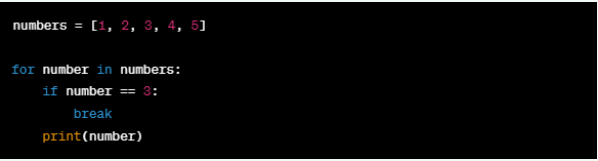 numbers = [1, 2, 3, 4, 5]
for number in numbers:
    if number == 3:
        break
    print(number)